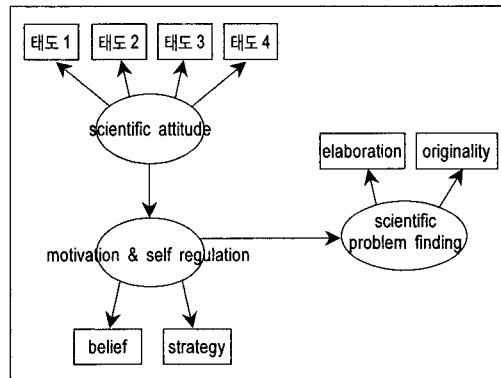 태도 1 태도 2 태도 3 태도 4
scientific attitude
elaboration originality
scientific
problem finding
motivation & self regulation
belief strategy